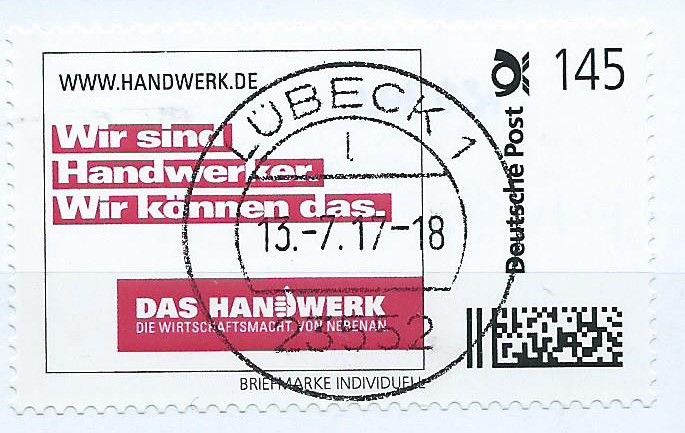 WWW.HANDWERK.DE
Wir sind
Handwerker.
Wir können das.
DAS HANDWERK
DIE WIRTSCHAFTSMACHT. VON NEBENAN.
BRIEFMARKE INDIVIDUELL
Deutsche Post
145
LÜBECK 1
l
13.-7.17-18
23552